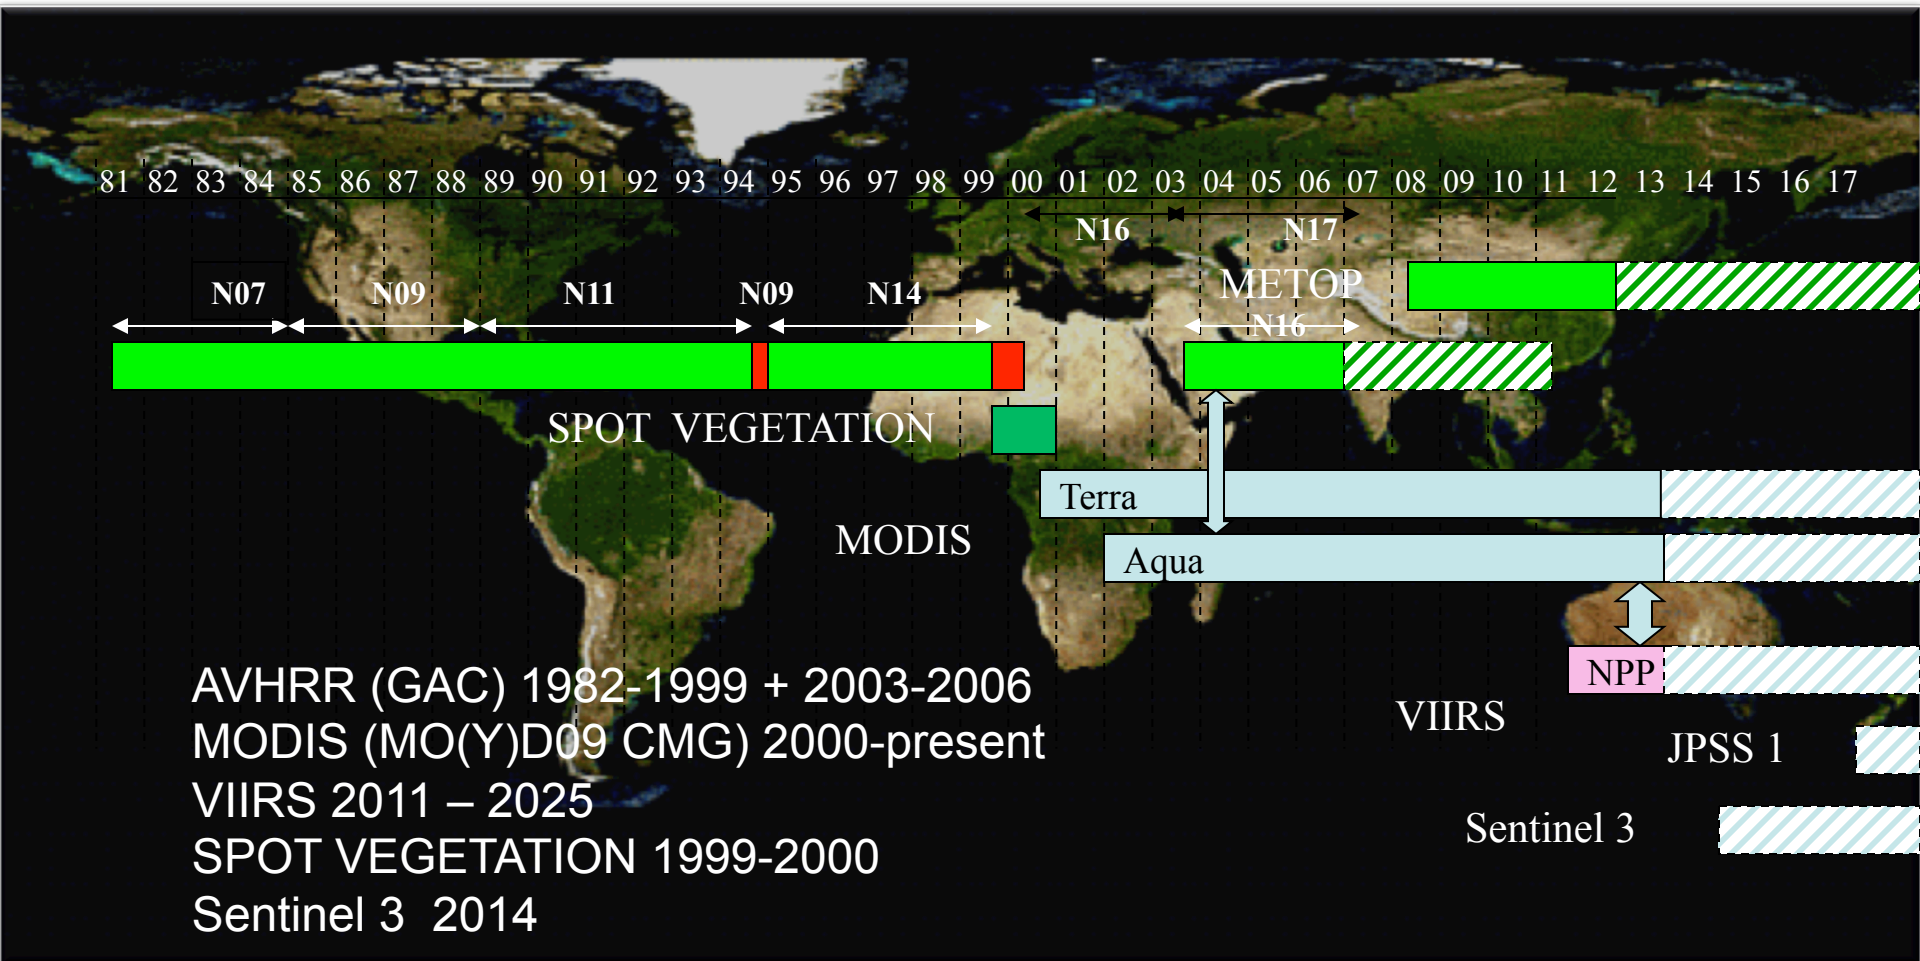 81 82 83 84 85 86 87 88 89 90 91 92 93 94 95 96 97 98 99 00 01 02 03 04 05 06 07 08 09 10 11 12 13 14 15 16 17
N16 N17
METOP
N07 N09 N11 N09 N14
N16
SPOT VEGETATION
Terra
MODIS
Aqua
NPP
VIIRS
JPSS 1
Sentinel 3
AVHRR (GAC) 1982-1999 + 2003-2006
MODIS (MO(Y)D09 CMG) 2000-present
VIIRS 2011 – 2025
SPOT VEGETATION 1999-2000
Sentinel 3 2014